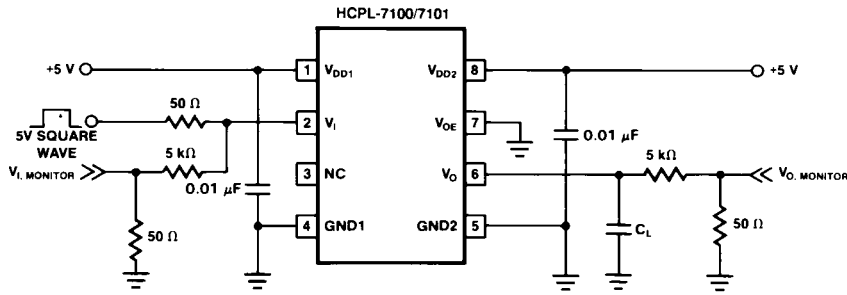 HCPL-7100/7101
+5 V
1 V_DD1
V_DD2 8
+5 V
50 Ω
5V SQUARE
WAVE
2 V_I
V_OE 7
0.01 μF
5 kΩ
V_I, MONITOR
0.01 μF
3 NC
V_O 6
5 kΩ
V_O, MONITOR
50 Ω
4 GND1
GND2 5
C_L
50 Ω